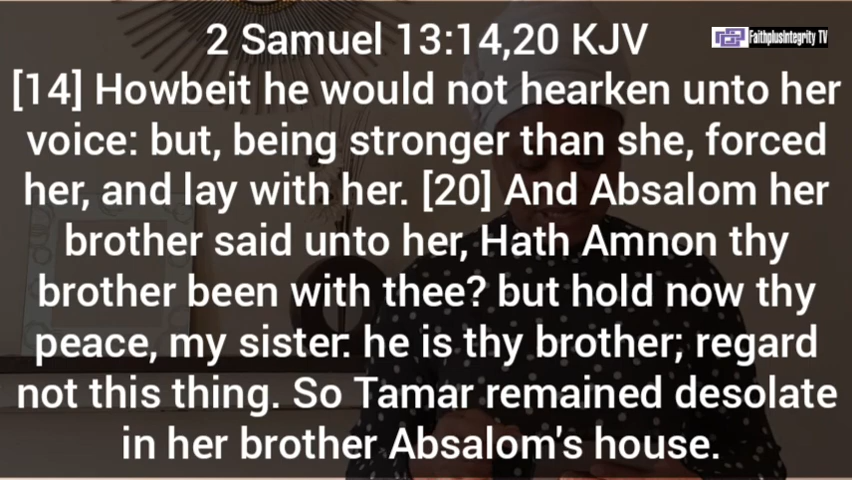 2 Samuel 13:14,20 KJV
FaithplusIntegrity TV
[14] Howbeit he would not hearken unto her
voice: but, being stronger than she, forced
her, and lay with her. [20] And Absalom her
brother said unto her, Hath Amnon thy
brother been with thee? but hold now thy
peace, my sister: he is thy brother; regard
not this thing. So Tamar remained desolate
in her brother Absalom's house.